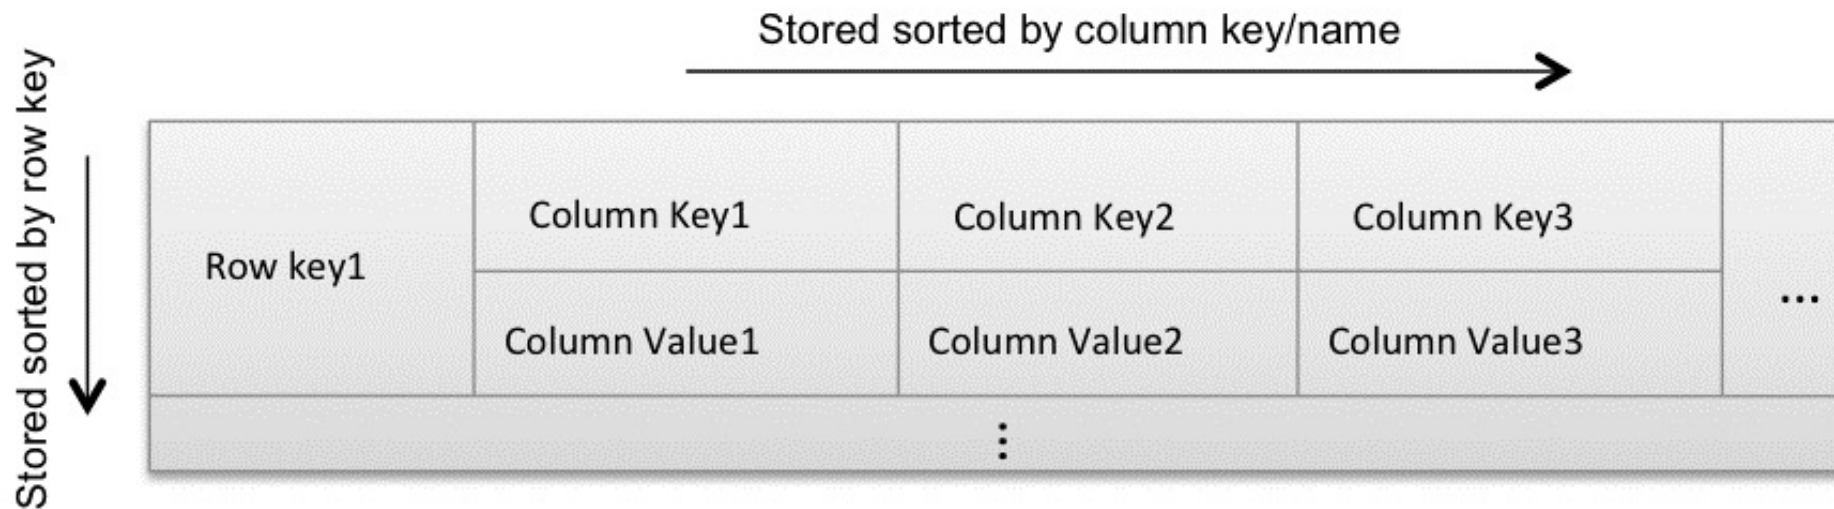 Stored sorted by column key/name
Stored sorted by row key
Row key1
Column Key1
Column Key2
Column Key3
...
Column Value1
Column Value2
Column Value3
⋮